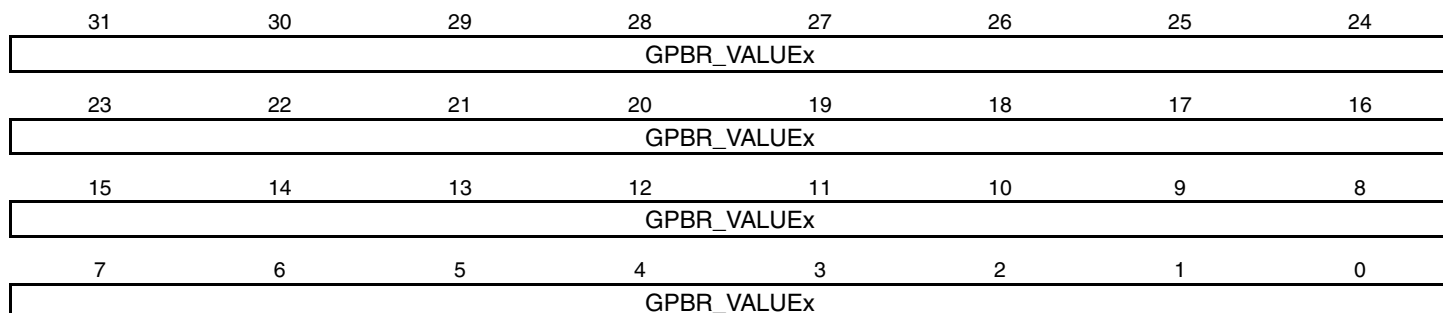 31 30 29 28 27 26 25 24
GPBR_VALUEx
23 22 21 20 19 18 17 16
GPBR_VALUEx
15 14 13 12 11 10 9 8
GPBR_VALUEx
7 6 5 4 3 2 1 0
GPBR_VALUEx